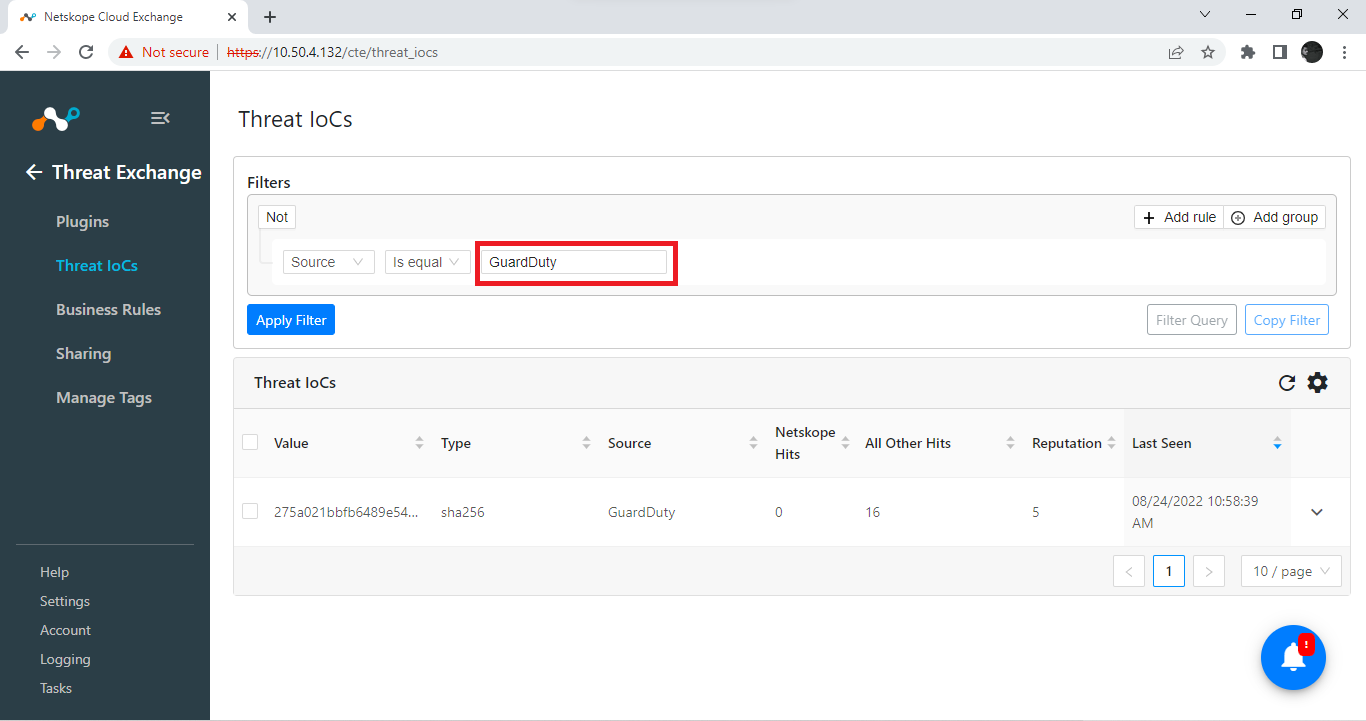 Netskope Cloud Exchange
Not secure https://10.50.4.132/cte/threat_iocs
Threat Exchange
Plugins
Threat IoCs
Business Rules
Sharing
Manage Tags
Help
Settings
Account
Logging
Tasks
Threat IoCs
Filters
Not
Add rule Add group
Source Is equal GuardDuty
Apply Filter Filter Query Copy Filter
Threat IoCs
Value Type Source Netskope Hits All Other Hits Reputation Last Seen
275a021bbfb6489e54... sha256 GuardDuty 0 16 5 08/24/2022 10:58:39 AM
1 10 / page
!